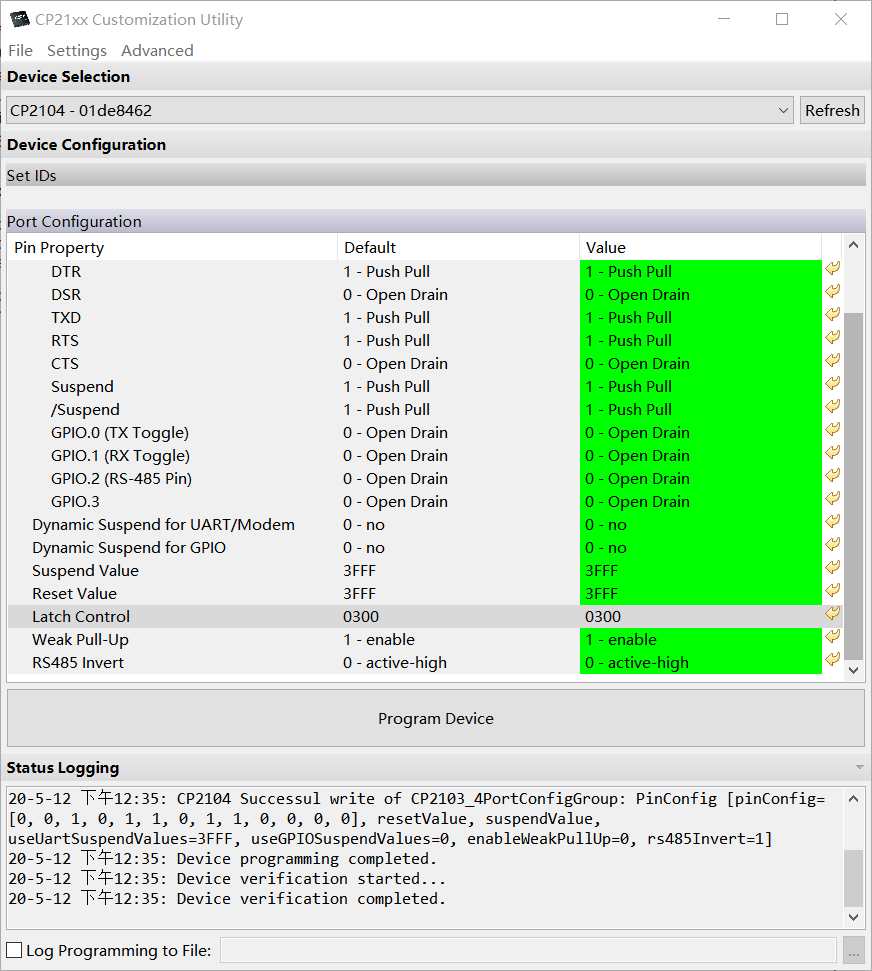 CP21xx Customization Utility
File Settings Advanced
Device Selection
CP2104 - 01de8462 Refresh
Device Configuration
Set IDs
Port Configuration
Pin Property Default Value
DTR 1 - Push Pull 1 - Push Pull
DSR 0 - Open Drain 0 - Open Drain
TXD 1 - Push Pull 1 - Push Pull
RTS 1 - Push Pull 1 - Push Pull
CTS 0 - Open Drain 0 - Open Drain
Suspend 1 - Push Pull 1 - Push Pull
/Suspend 1 - Push Pull 1 - Push Pull
GPIO.0 (TX Toggle) 0 - Open Drain 0 - Open Drain
GPIO.1 (RX Toggle) 0 - Open Drain 0 - Open Drain
GPIO.2 (RS-485 Pin) 0 - Open Drain 0 - Open Drain
GPIO.3 0 - Open Drain 0 - Open Drain
Dynamic Suspend for UART/Modem 0 - no 0 - no
Dynamic Suspend for GPIO 0 - no 0 - no
Suspend Value 3FFF 3FFF
Reset Value 3FFF 3FFF
Latch Control 0300 0300
Weak Pull-Up 1 - enable 1 - enable
RS485 Invert 0 - active-high 0 - active-high
Program Device
Status Logging
20-5-12 下午12:35: CP2104 Successul write of CP2103_4PortConfigGroup: PinConfig [pinConfig=
[0, 0, 1, 0, 1, 1, 0, 1, 1, 0, 0, 0, 0], resetValue, suspendValue,
useUartSuspendValues=3FFF, useGPIOSuspendValues=0, enableWeakPullUp=0, rs485Invert=1]
20-5-12 下午12:35: Device programming completed.
20-5-12 下午12:35: Device verification started...
20-5-12 下午12:35: Device verification completed.
Log Programming to File: ...